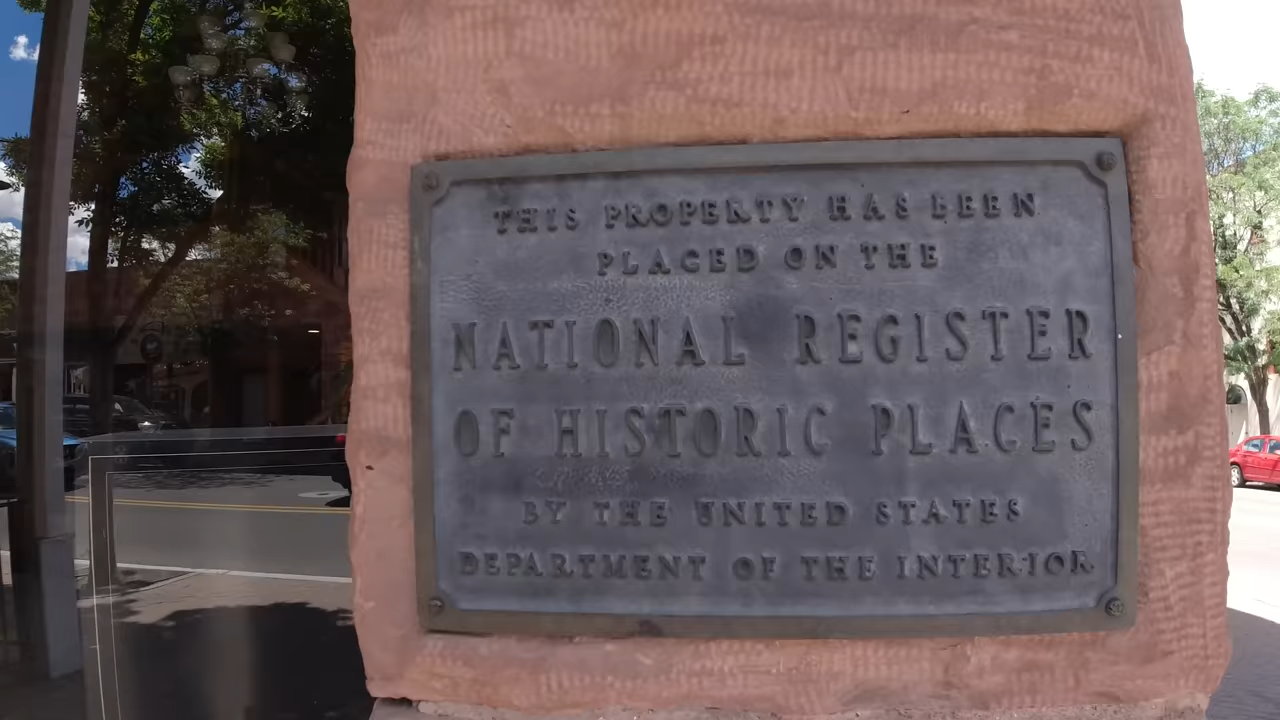 THIS PROPERTY HAS BEEN
PLACED ON THE
NATIONAL REGISTER
OF HISTORIC PLACES
BY THE UNITED STATES
DEPARTMENT OF THE INTERIOR